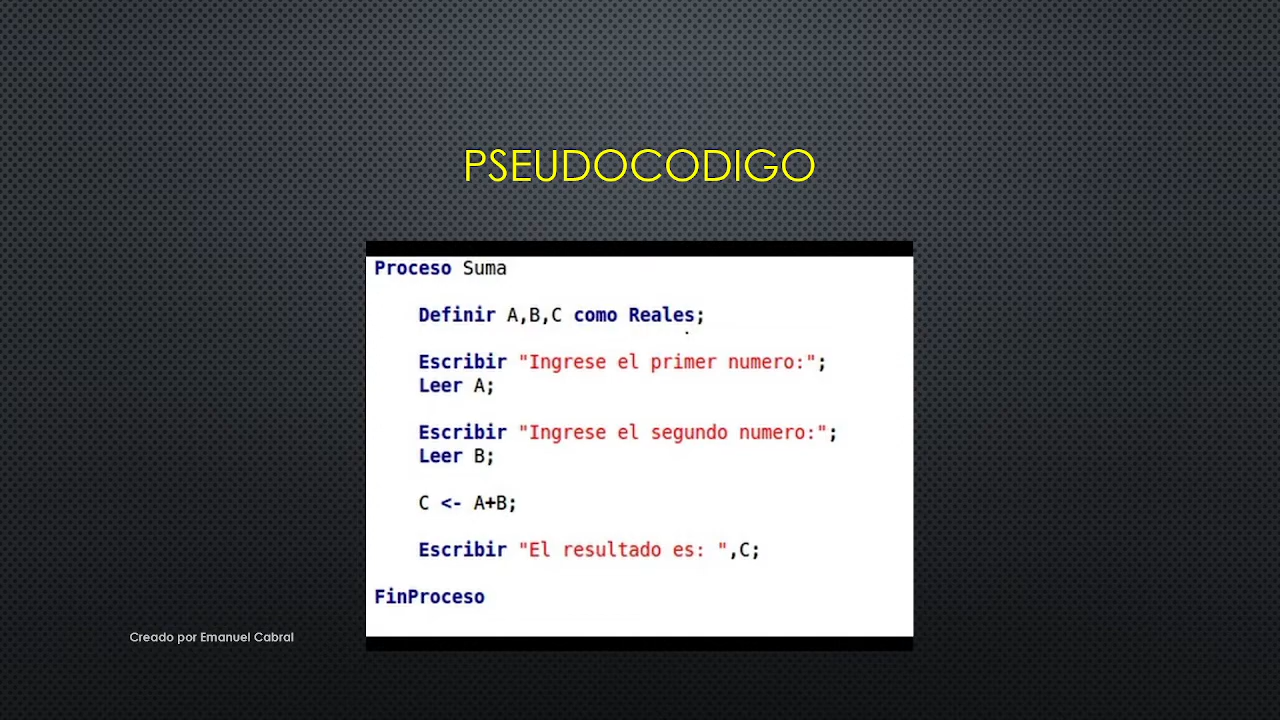 PSEUDOCODIGO
Proceso Suma
Definir A,B,C como Reales;
Escribir "Ingrese el primer numero:";
Leer A;
Escribir "Ingrese el segundo numero:";
Leer B;
C <- A+B;
Escribir "El resultado es: ",C;
FinProceso
Creado por Emanuel Cabral